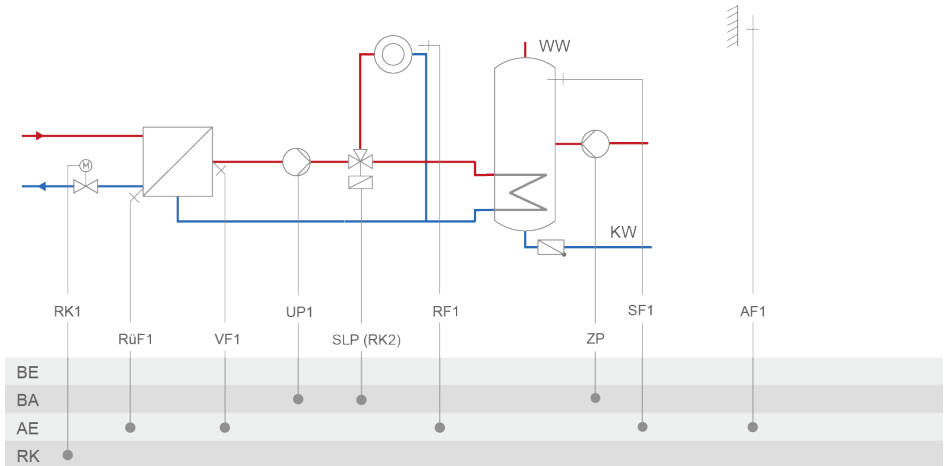 WW
M
KW
RK1
UP1
RF1
SF1
AF1
RüF1
VF1
SLP (RK2)
ZP
BE
BA
AE
RK